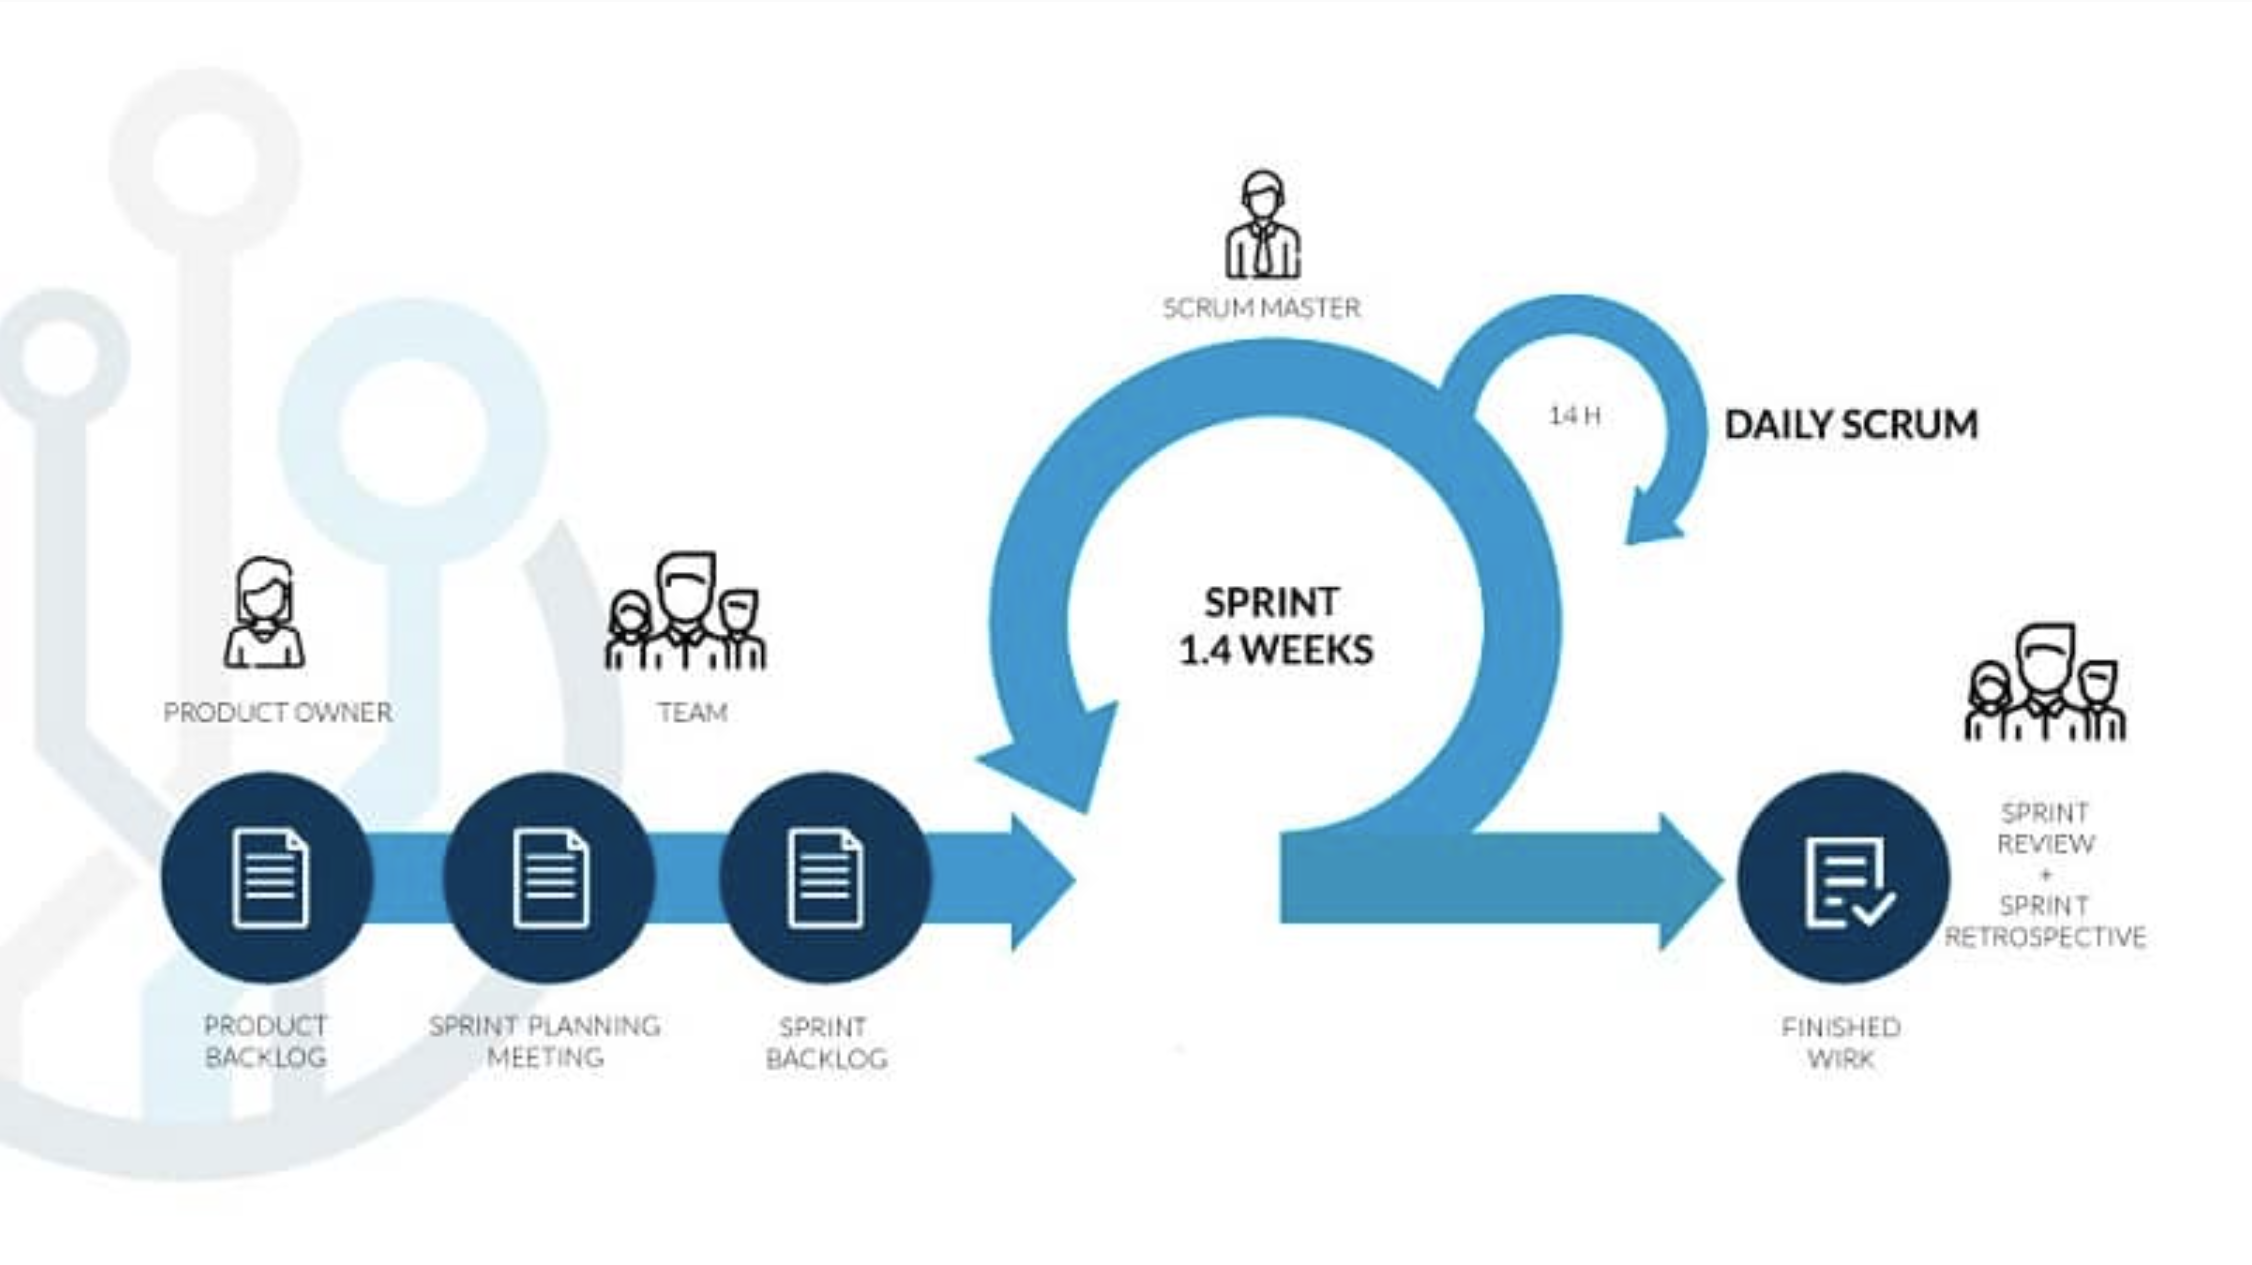 SCRUM MASTER
14 H
DAILY SCRUM
SPRINT
1.4 WEEKS
PRODUCT OWNER
TEAM
PRODUCT
BACKLOG
SPRINT PLANNING
MEETING
SPRINT
BACKLOG
FINISHED
WIRK
SPRINT
REVIEW
+
SPRINT
RETROSPECTIVE